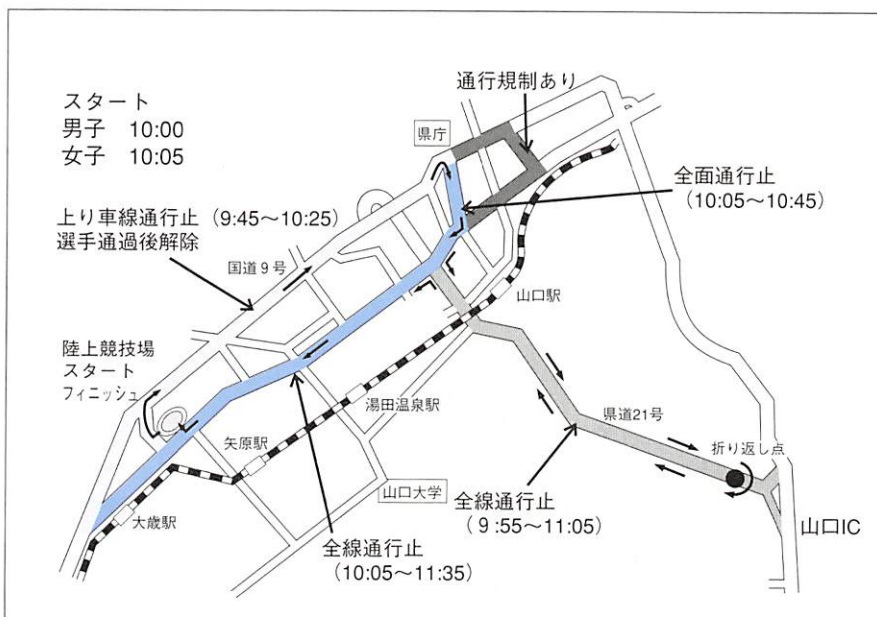 スタート
男子 10:00
女子 10:05
通行規制あり
県庁
全面通行止
(10:05～10:45)
上り車線通行止 (9:45～10:25)
選手通過後解除
国道9号
山口駅
陸上競技場
スタート
フィニッシュ
湯田温泉駅
県道21号
折り返し点
矢原駅
山口大学
全線通行止
(9:55～11:05)
山口IC
大歳駅
全線通行止
(10:05～11:35)